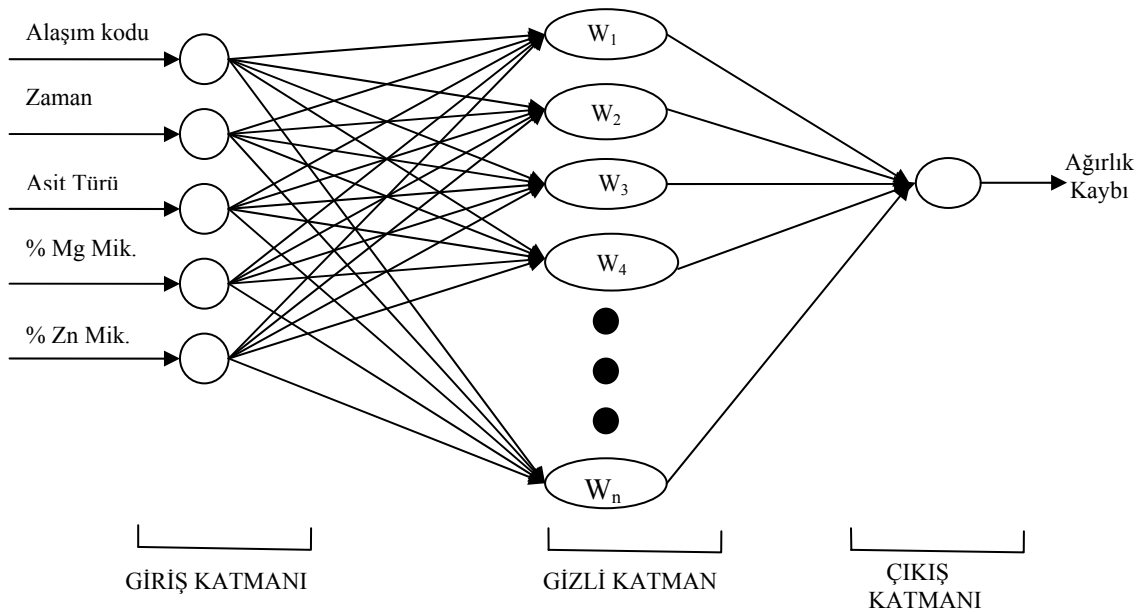 Alaşım kodu
Zaman
Asit Türü
% Mg Mik.
% Zn Mik.
W1
W2
W3
W4
Wn
Ağırlık
Kaybı
GİRİŞ KATMANI
GİZLİ KATMAN
ÇIKIŞ
KATMANI